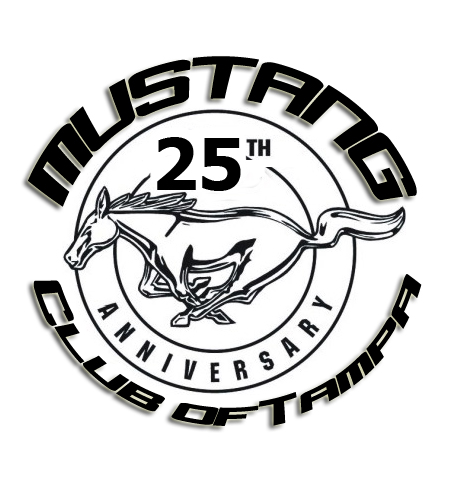 MUSTANG
25TH
ANNIVERSARY
CLUB OF TAMPA